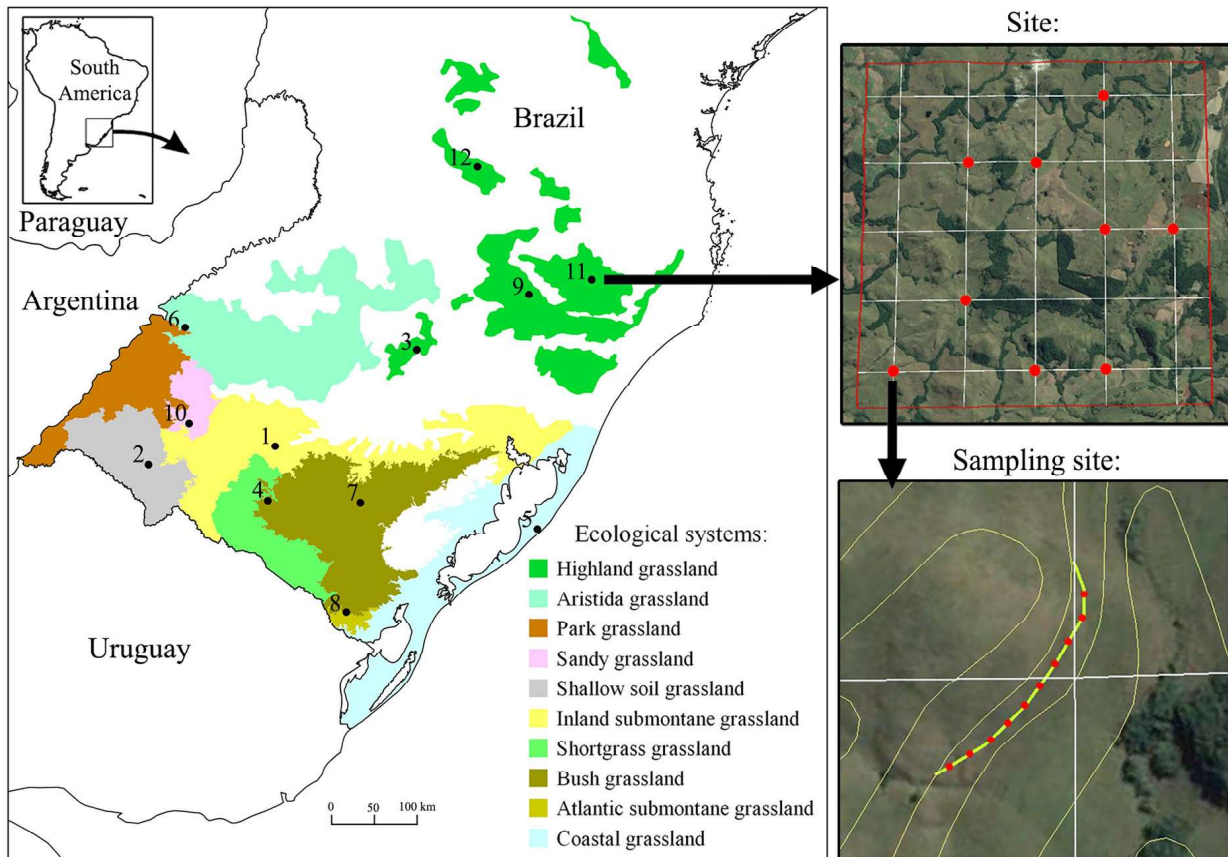 South
America
Paraguay
Argentina
Brazil
Uruguay
12
11
9
6
3
10
1
2
4
7
5
8
Ecological systems:
Highland grassland
Aristida grassland
Park grassland
Sandy grassland
Shallow soil grassland
Inland submontane grassland
Shortgrass grassland
Bush grassland
Atlantic submontane grassland
Coastal grassland
0 50 100 km
Site:
Sampling site: